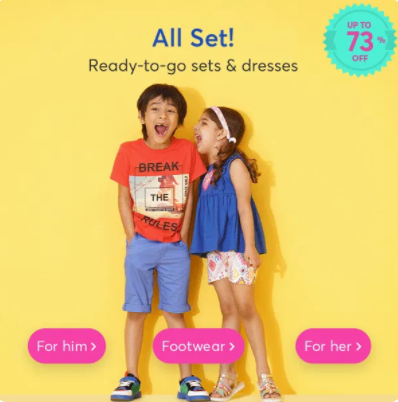 All Set!
Ready-to-go sets & dresses
UP TO
73 %
OFF
BREAK
THE
RULES
For him >
Footwear >
For her >